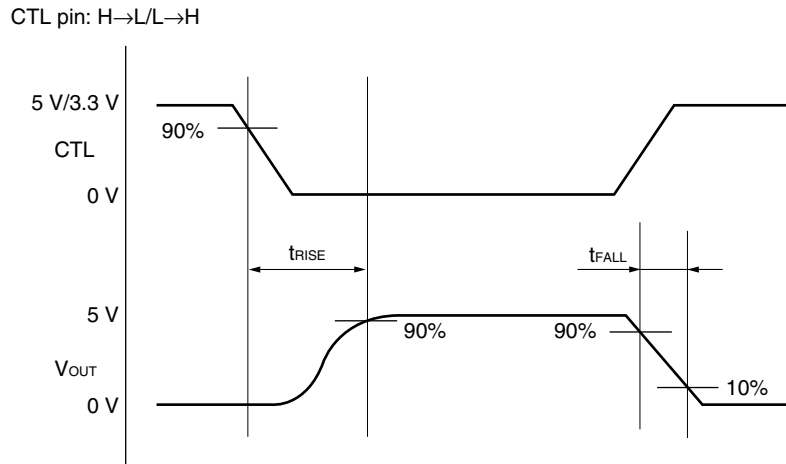 CTL pin: H→L/L→H
5 V/3.3 V
90%
CTL
0 V
tRISE
tFALL
5 V
90%
90%
VOUT
10%
0 V